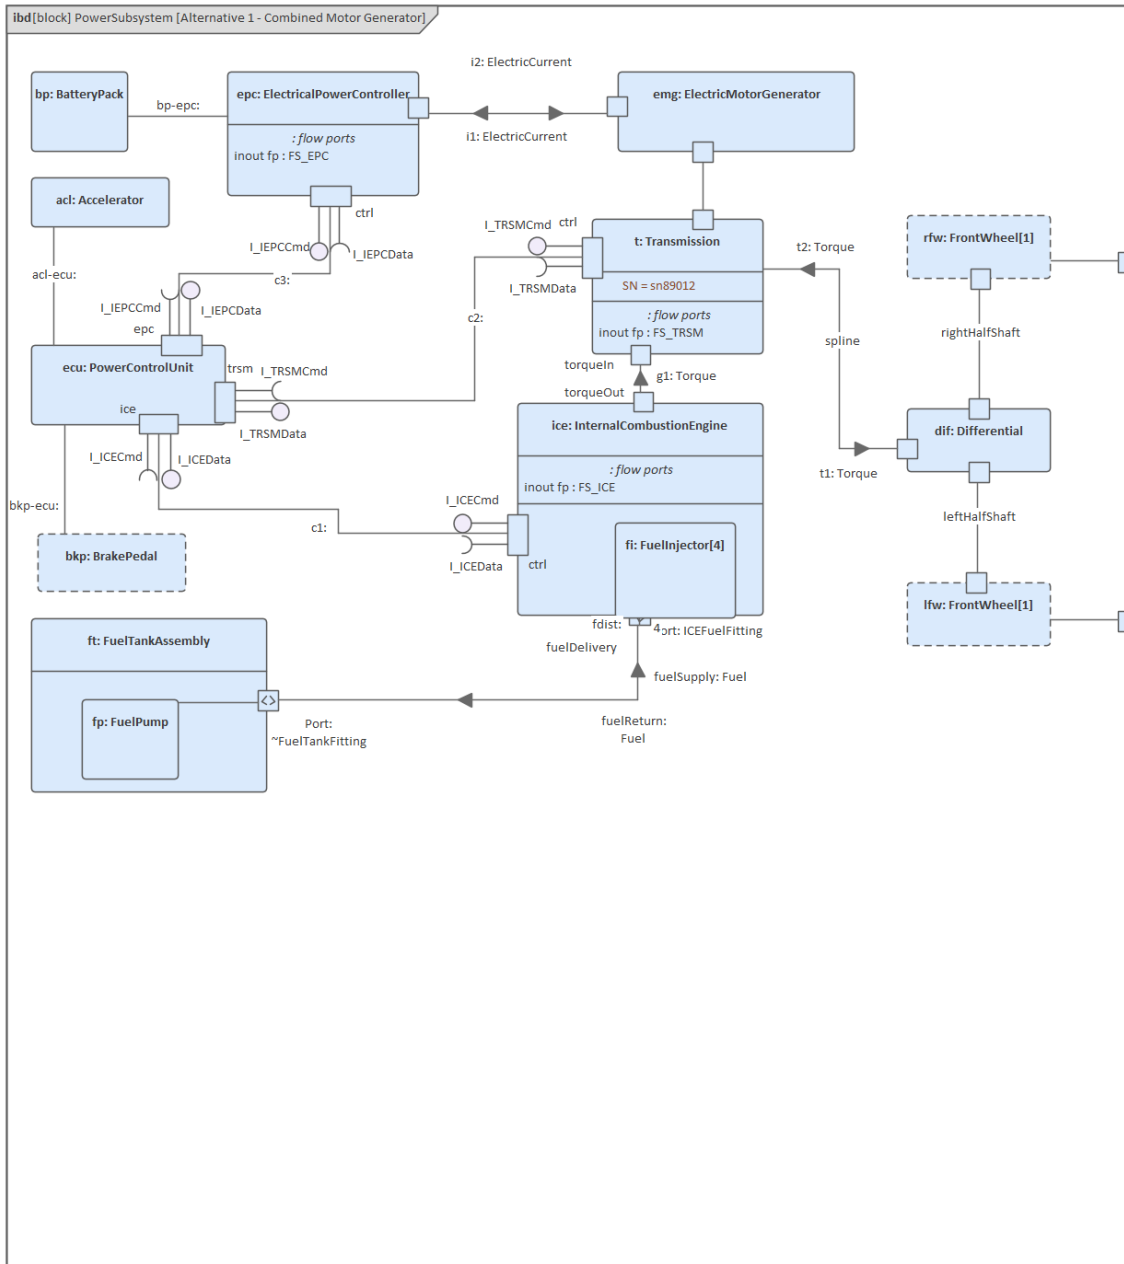 ibd [block] PowerSubsystem [Alternative 1 - Combined Motor Generator]
i2: ElectricCurrent
bp: BatteryPack
bp-epc:
epc: ElectricalPowerController
emg: ElectricMotorGenerator
i1: ElectricCurrent
: flow ports
inout fp : FS_EPC
acl: Accelerator
ctrl
I_IEPCCmd
I_IEPCData
I_TRSMCmd
ctrl
t: Transmission
t2: Torque
rfw: FrontWheel[1]
acl-ecu:
c3:
I_TRSMData
SN = sn89012
I_IEPCCmd
I_IEPCData
epc
c2:
: flow ports
inout fp : FS_TRSM
rightHalfShaft
spline
ecu: PowerControlUnit
trsm
I_TRSMCmd
torqueIn
g1: Torque
torqueOut
ice
I_TRSMData
ice: InternalCombustionEngine
dif: Differential
I_ICECmd
I_ICEData
: flow ports
inout fp : FS_ICE
t1: Torque
bkp-ecu:
I_ICECmd
leftHalfShaft
c1:
bkp: BrakePedal
fi: FuelInjector[4]
I_ICEData
ctrl
lfw: FrontWheel[1]
fdist:
4
ort: ICEFuelFitting
ft: FuelTankAssembly
fuelDelivery
fuelSupply: Fuel
fp: FuelPump
Port:
~FuelTankFitting
fuelReturn:
Fuel